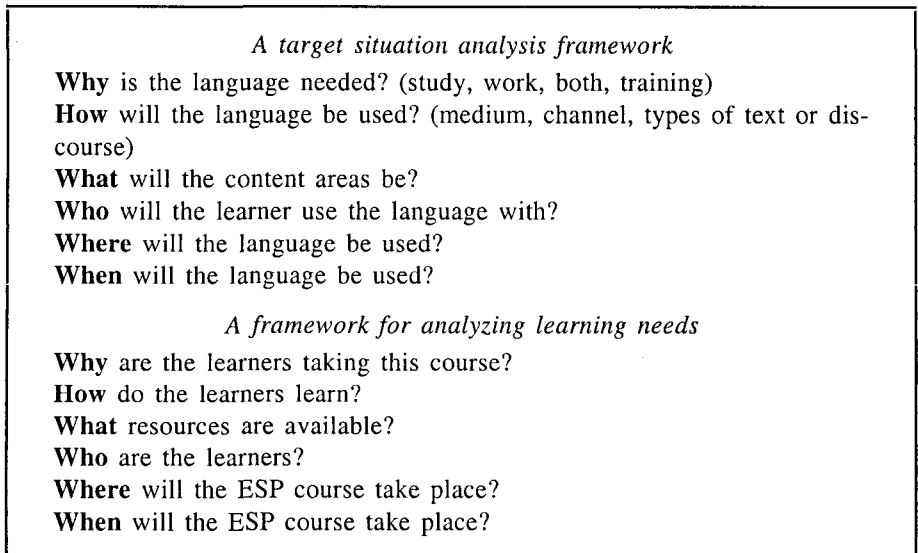 A target situation analysis framework
Why is the language needed? (study, work, both, training)
How will the language be used? (medium, channel, types of text or dis-
course)
What will the content areas be?
Who will the learner use the language with?
Where will the language be used?
When will the language be used?
A framework for analyzing learning needs
Why are the learners taking this course?
How do the learners learn?
What resources are available?
Who are the learners?
Where will the ESP course take place?
When will the ESP course take place?